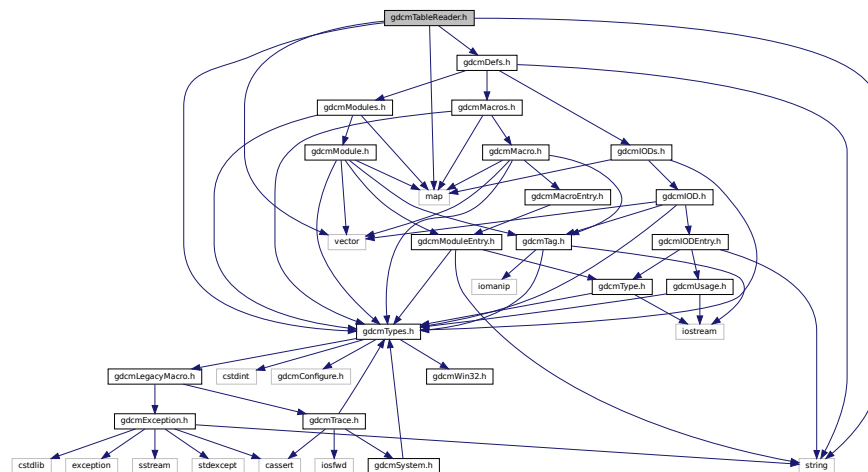 gdcmTableReader.h
gdcmDefs.h
gdcmModules.h
gdcmMacros.h
gdcmModule.h
gdcmMacro.h
gdcmIODs.h
map
gdcmMacroEntry.h
gdcmIOD.h
vector
gdcmModuleEntry.h
gdcmTag.h
gdcmIODEntry.h
iomanip
gdcmType.h
gdcmUsage.h
gdcmTypes.h
iostream
gdcmLegacyMacro.h
cstdint
gdcmConfigure.h
gdcmWin32.h
gdcmException.h
gdcmTrace.h
cstdlib
exception
sstream
stdexcept
cassert
iosfwd
gdcmSystem.h
string